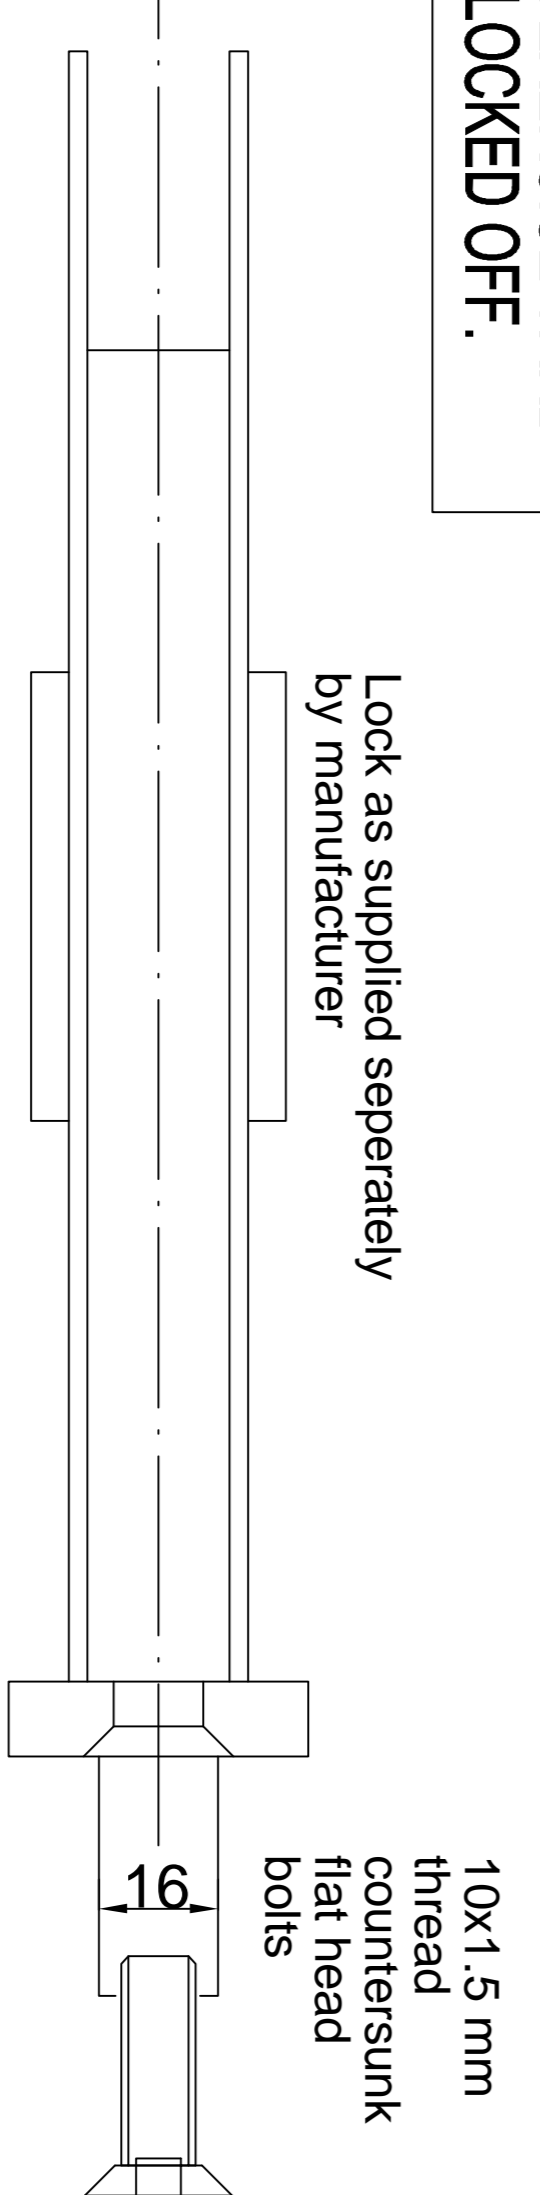 LOCKED OFF.
Lock as supplied seperately
by manufacturer
10x1.5 mm
thread
countersunk
flat head
bolts
16